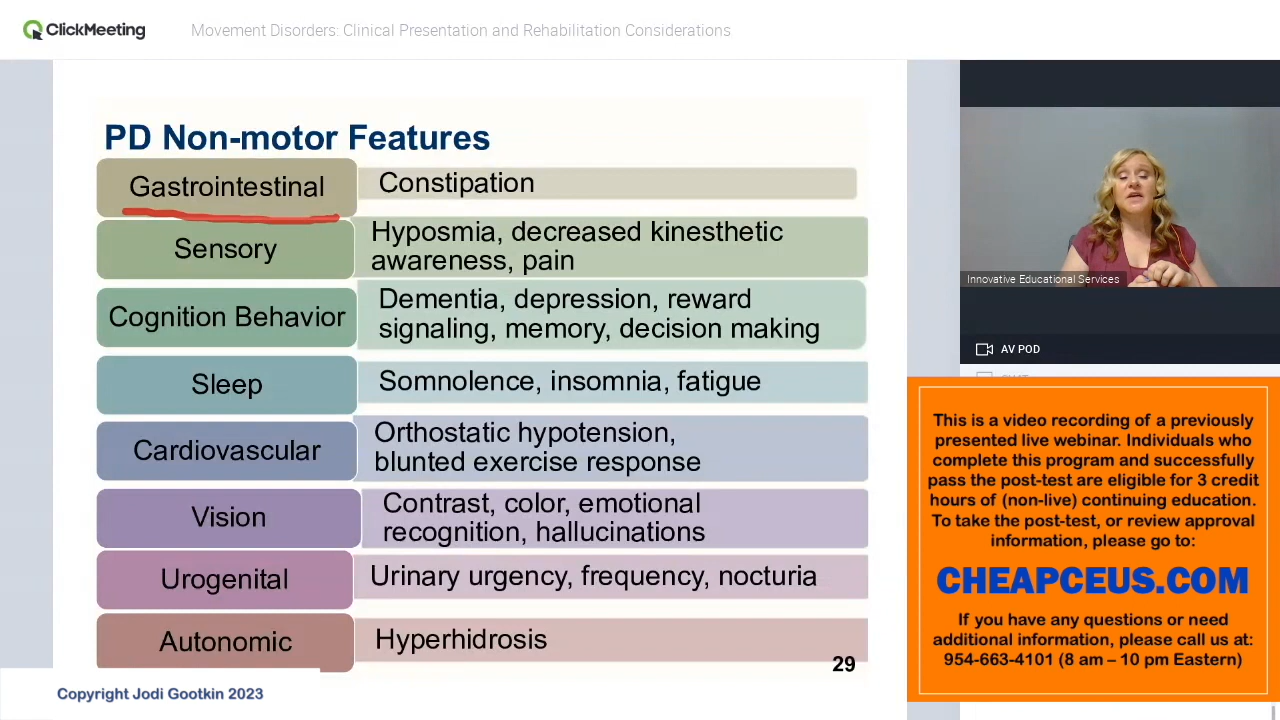 ClickMeeting
Movement Disorders: Clinical Presentation and Rehabilitation Considerations
PD Non-motor Features
Gastrointestinal
Constipation
Sensory
Hyposmia, decreased kinesthetic
awareness, pain
Cognition Behavior
Dementia, depression, reward
signaling, memory, decision making
Sleep
Somnolence, insomnia, fatigue
Cardiovascular
Orthostatic hypotension,
blunted exercise response
Vision
Contrast, color, emotional
recognition, hallucinations
Urogenital
Urinary urgency, frequency, nocturia
Autonomic
Hyperhidrosis
29
Copyright Jodi Gootkin 2023
Innovative Educational Services
AV POD
This is a video recording of a previously
presented live webinar. Individuals who
complete this program and successfully
pass the post-test are eligible for 3 credit
hours of (non-live) continuing education.
To take the post-test, or review approval
information, please go to:
CHEAPCEUS.COM
If you have any questions or need
additional information, please call us at:
954-663-4101 (8 am – 10 pm Eastern)